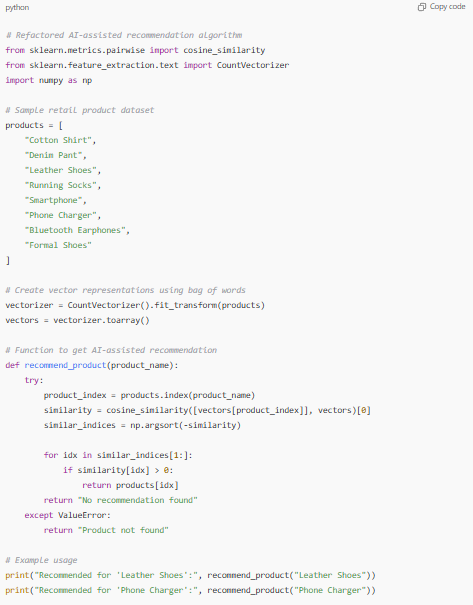 python
Copy code
# Refactored AI-assisted recommendation algorithm
from sklearn.metrics.pairwise import cosine_similarity
from sklearn.feature_extraction.text import CountVectorizer
import numpy as np

# Sample retail product dataset
products = [
    "Cotton Shirt",
    "Denim Pant",
    "Leather Shoes",
    "Running Socks",
    "Smartphone",
    "Phone Charger",
    "Bluetooth Earphones",
    "Formal Shoes"
]

# Create vector representations using bag of words
vectorizer = CountVectorizer().fit_transform(products)
vectors = vectorizer.toarray()

# Function to get AI-assisted recommendation
def recommend_product(product_name):
    try:
        product_index = products.index(product_name)
        similarity = cosine_similarity([vectors[product_index]], vectors)[0]
        similar_indices = np.argsort(-similarity)

        for idx in similar_indices[1:]:
            if similarity[idx] > 0:
                return products[idx]
        return "No recommendation found"
    except ValueError:
        return "Product not found"

# Example usage
print("Recommended for 'Leather Shoes':", recommend_product("Leather Shoes"))
print("Recommended for 'Phone Charger':", recommend_product("Phone Charger"))